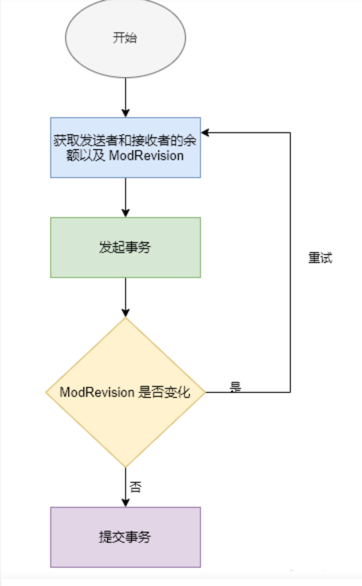 开始
获取发送者和接收者的余
额以及 ModRevision
发起事务
重试
ModRevision 是否变化
是
否
提交事务